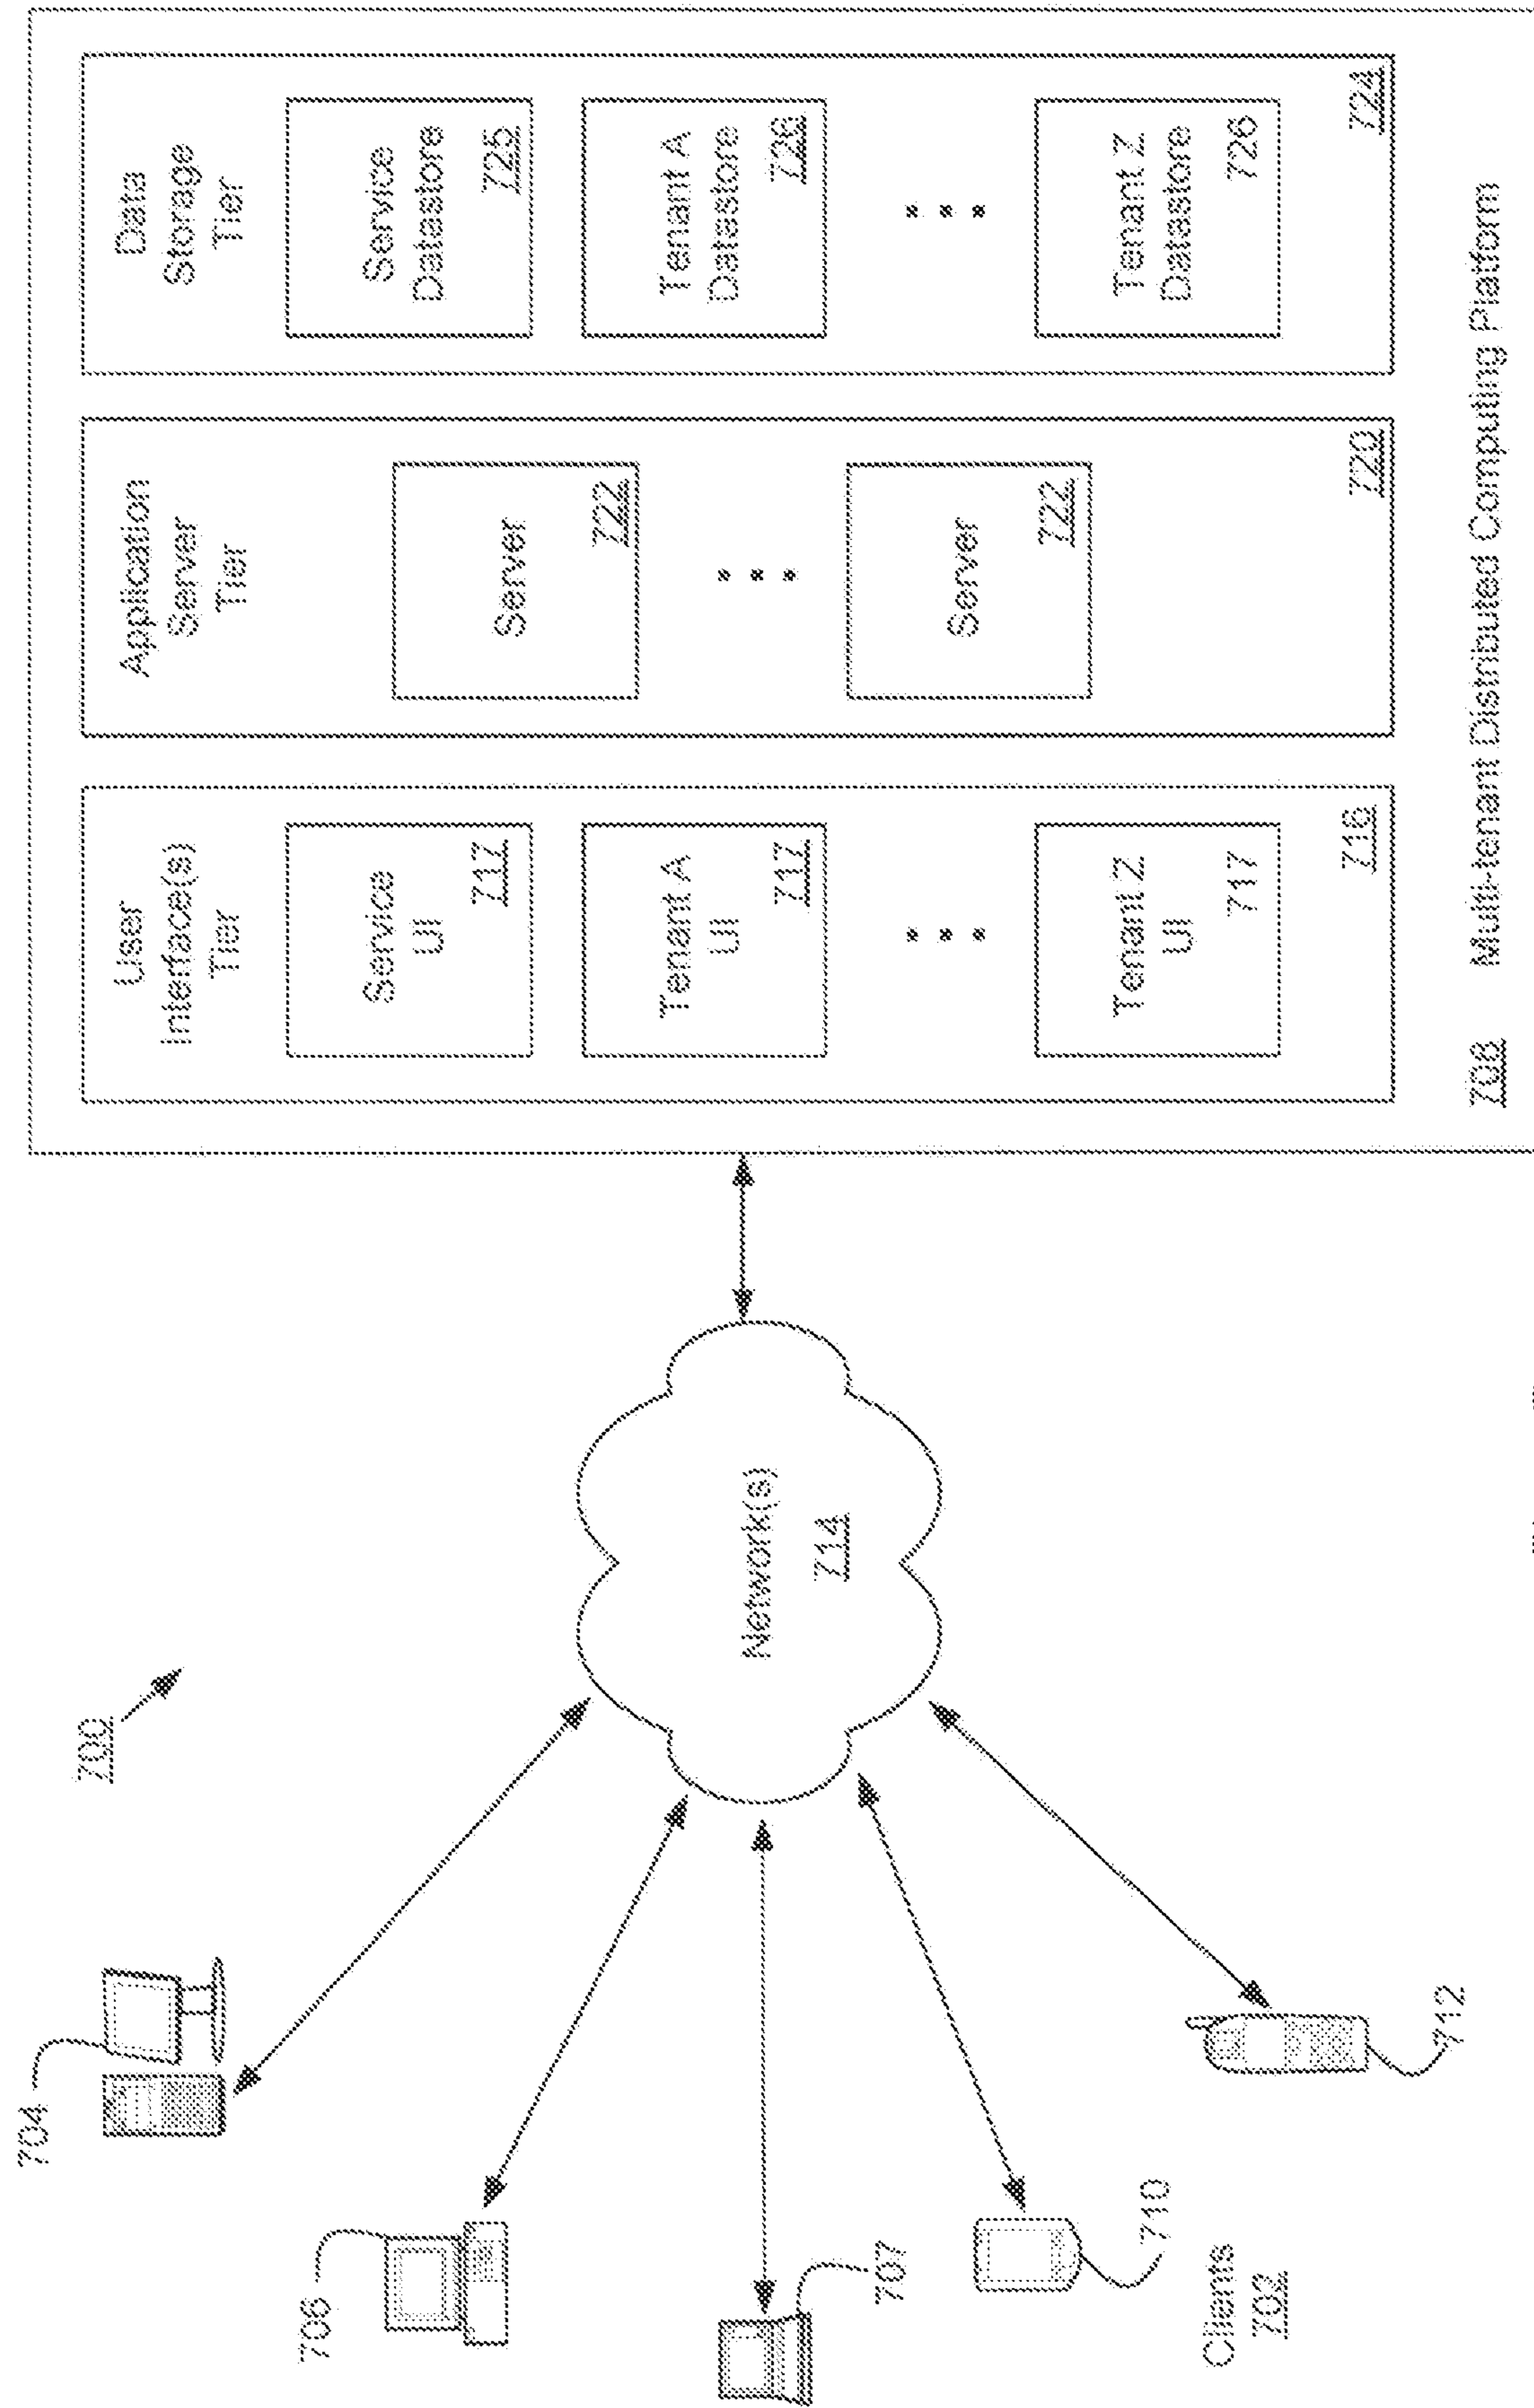 700
704
706
707
710
712
Clients
702
Network(s)
714
User
Interface(s)
Tier
Service
UI
717
Tenant A
UI
717
Tenant Z
UI
717
716
Application
Server
Tier
Server
722
Server
722
720
Data
Storage
Tier
Service
Datastore
725
Tenant A
Datastore
726
Tenant Z
Datastore
726
724
708
Multi-tenant Distributed Computing Platform